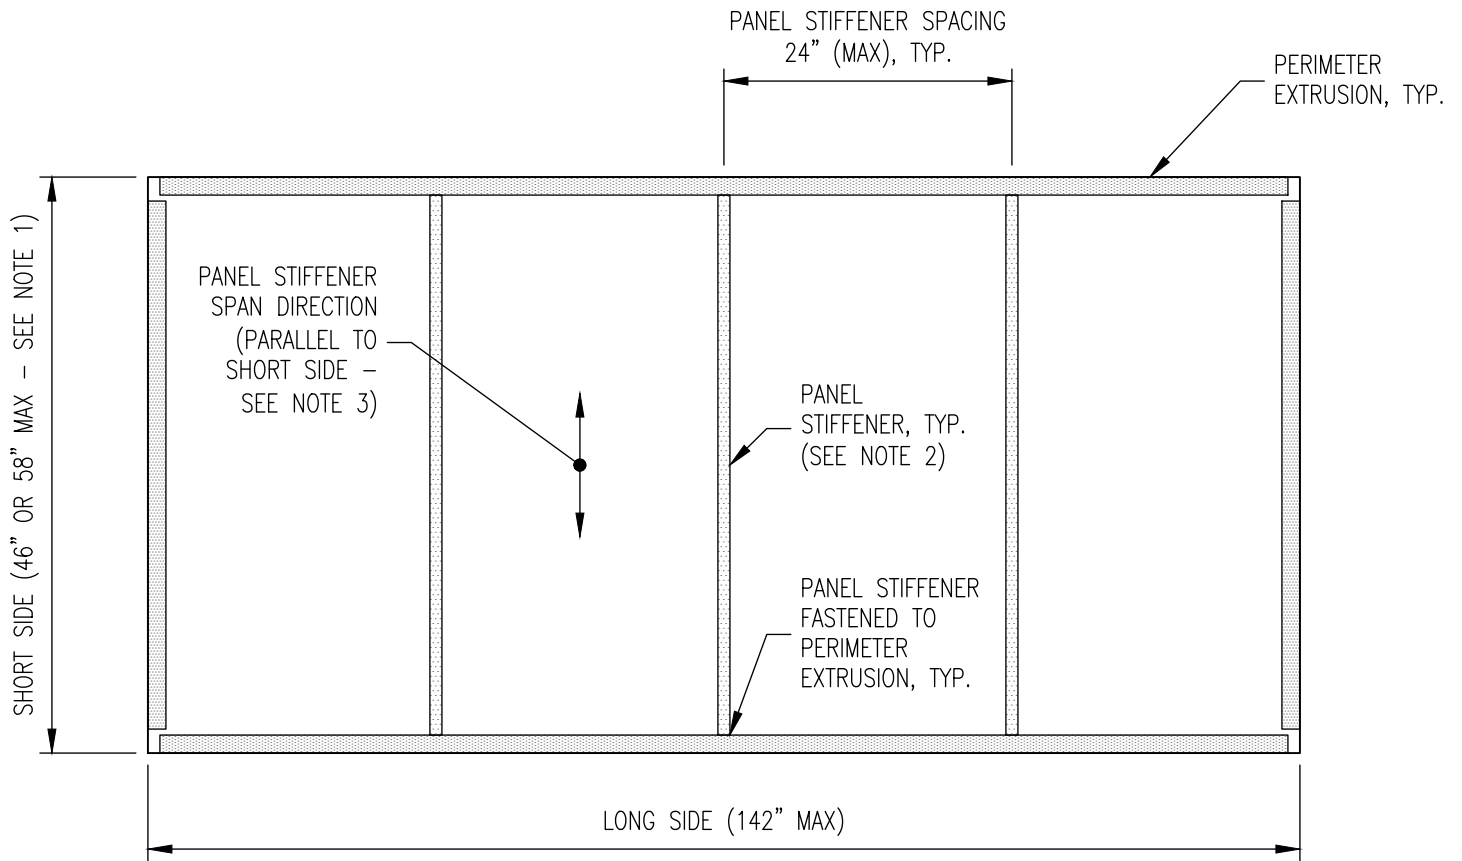 PANEL STIFFENER SPACING
24” (MAX), TYP.
PERIMETER
EXTRUSION, TYP.
SHORT SIDE (46” OR 58” MAX – SEE NOTE 1)
PANEL STIFFENER
SPAN DIRECTION
(PARALLEL TO
SHORT SIDE –
SEE NOTE 3)
PANEL
STIFFENER, TYP.
(SEE NOTE 2)
PANEL STIFFENER
FASTENED TO
PERIMETER
EXTRUSION, TYP.
LONG SIDE (142” MAX)